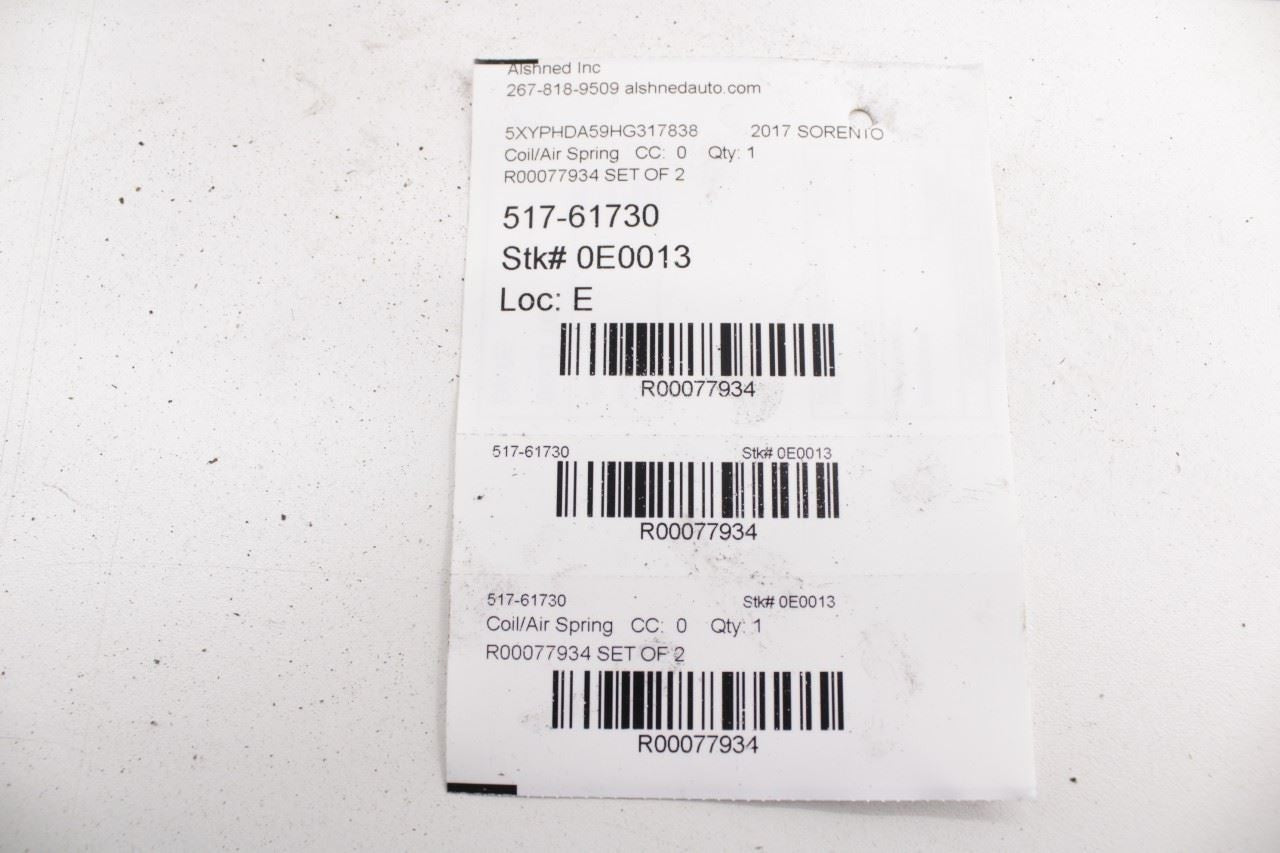 Alshned Inc
267-818-9509 alshnedauto.com
5XYPHDA59HG317838 2017 SORENTO
Coil/Air Spring CC: 0 Qty: 1
R00077934 SET OF 2
517-61730
Stk# 0E0013
Loc: E
R00077934
517-61730 Stk# 0E0013
R00077934
517-61730 Stk# 0E0013
Coil/Air Spring CC: 0 Qty: 1
R00077934 SET OF 2
R00077934